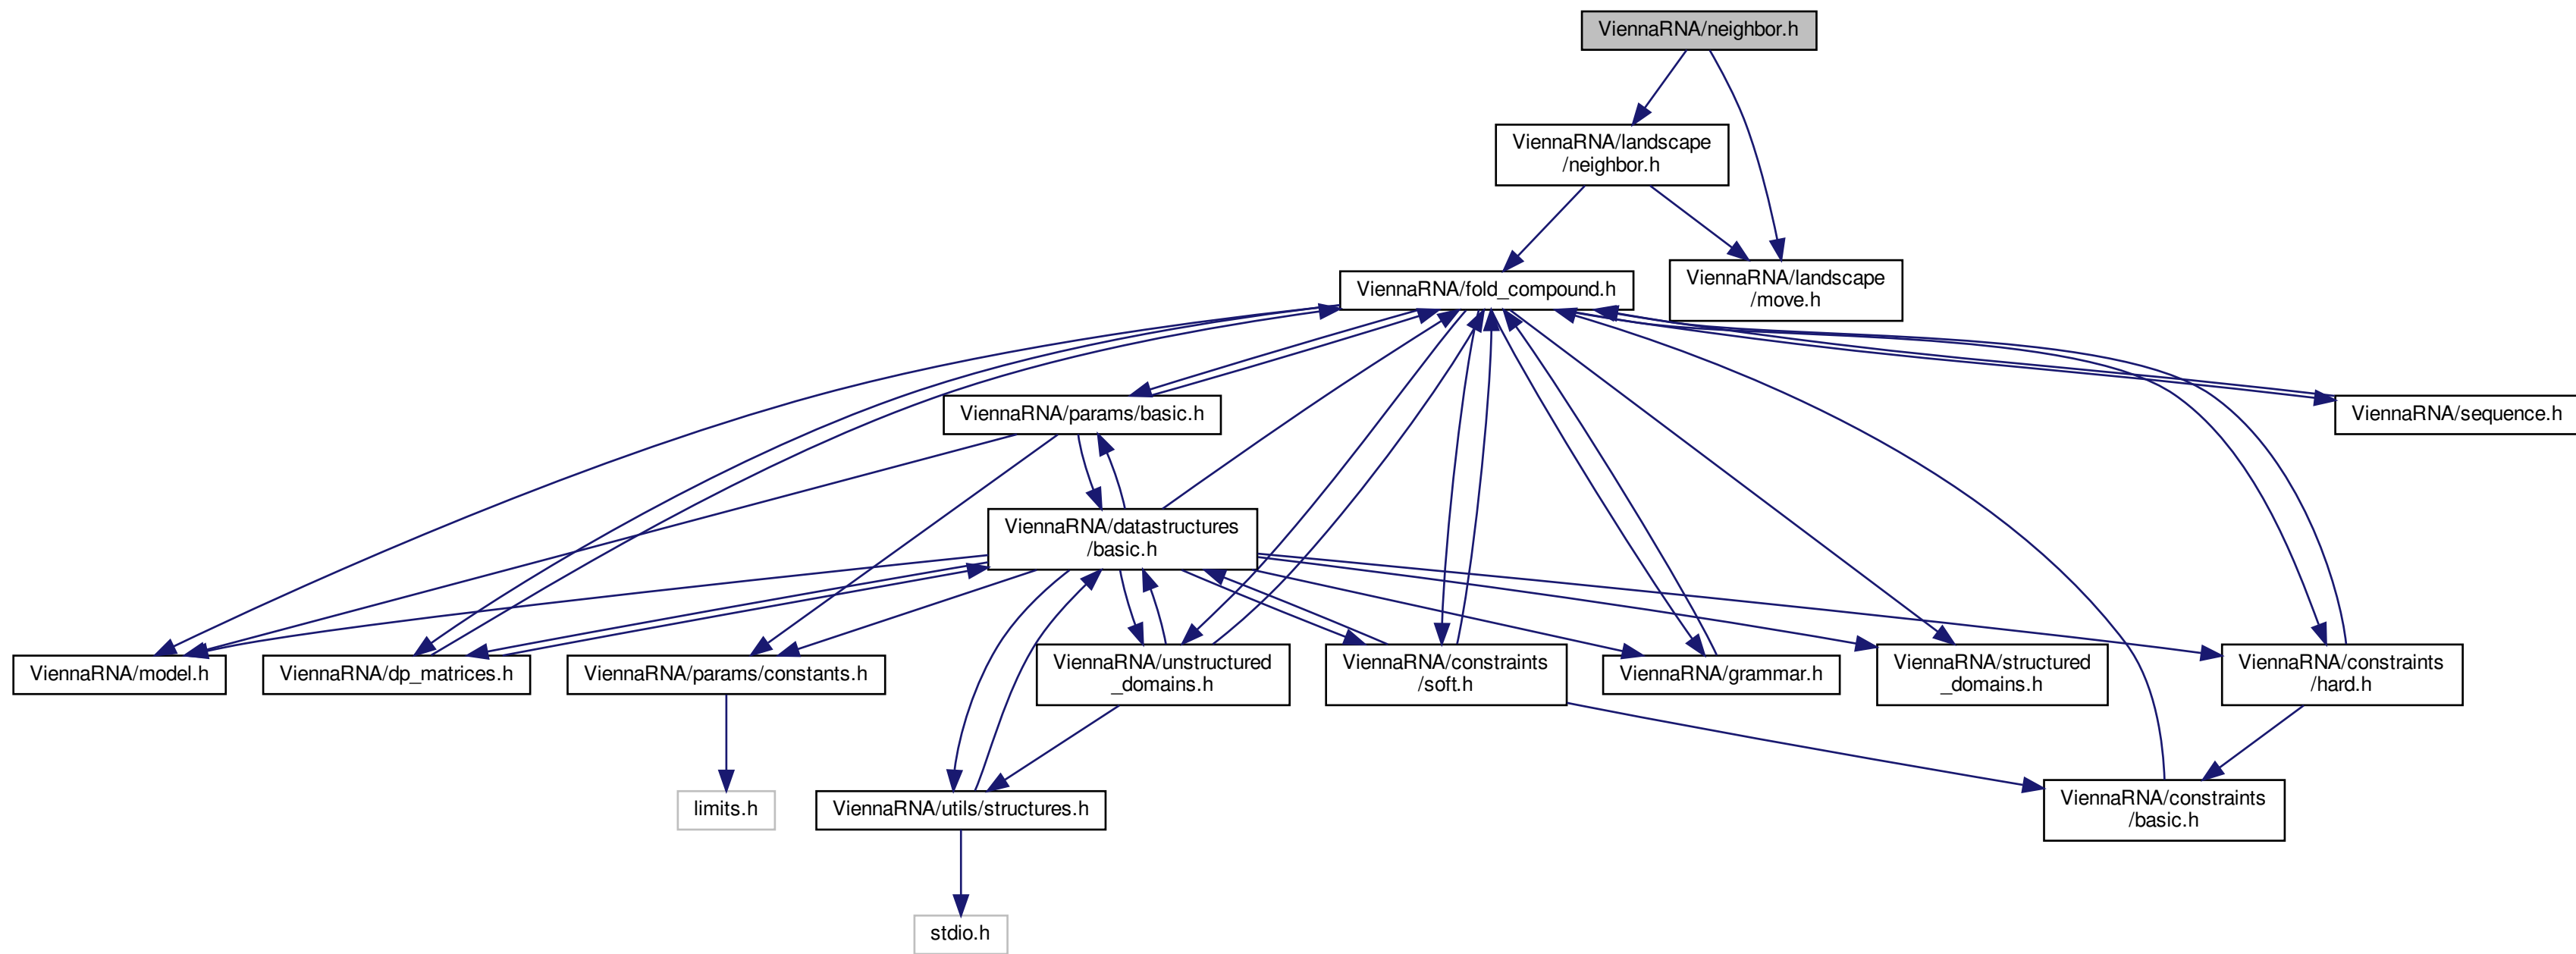 ViennaRNA/neighbor.h
ViennaRNA/landscape
/neighbor.h
ViennaRNA/fold_compound.h
ViennaRNA/landscape
/move.h
ViennaRNA/params/basic.h
ViennaRNA/sequence.h
ViennaRNA/datastructures
/basic.h
ViennaRNA/model.h
ViennaRNA/dp_matrices.h
ViennaRNA/params/constants.h
ViennaRNA/unstructured
_domains.h
ViennaRNA/constraints
/soft.h
ViennaRNA/grammar.h
ViennaRNA/structured
_domains.h
ViennaRNA/constraints
/hard.h
limits.h
ViennaRNA/utils/structures.h
ViennaRNA/constraints
/basic.h
stdio.h